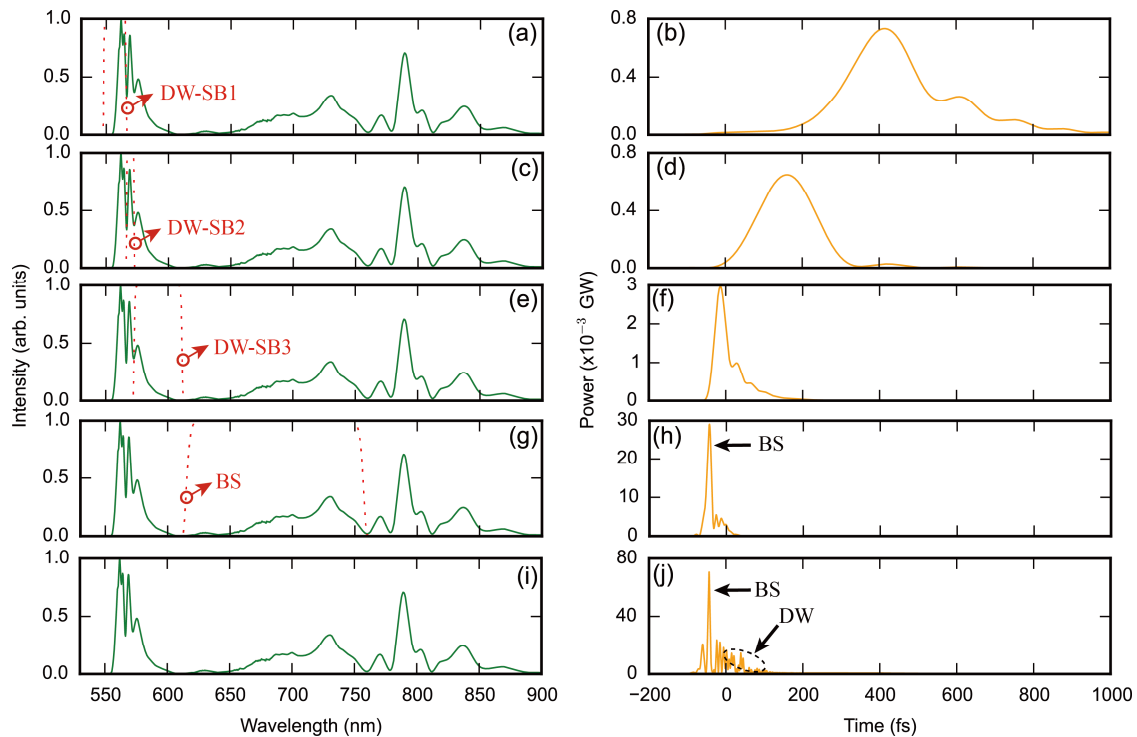 1.0
0.5
0.0
(a)
DW-SB1
0.8
0.4
0.0
(b)
1.0
0.5
0.0
(c)
DW-SB2
0.8
0.4
0.0
(d)
1.0
0.5
0.0
(e)
DW-SB3
3
2
1
0
(f)
1.0
0.5
0.0
(g)
BS
30
20
10
0
(h)
BS
1.0
0.5
0.0
(i)
80
40
0
(j)
BS
DW
550 600 650 700 750 800 850 900
−200 0 200 400 600 800 1000
Wavelength (nm)
Time (fs)
Intensity (arb. units)
Power (x10⁻³ GW)